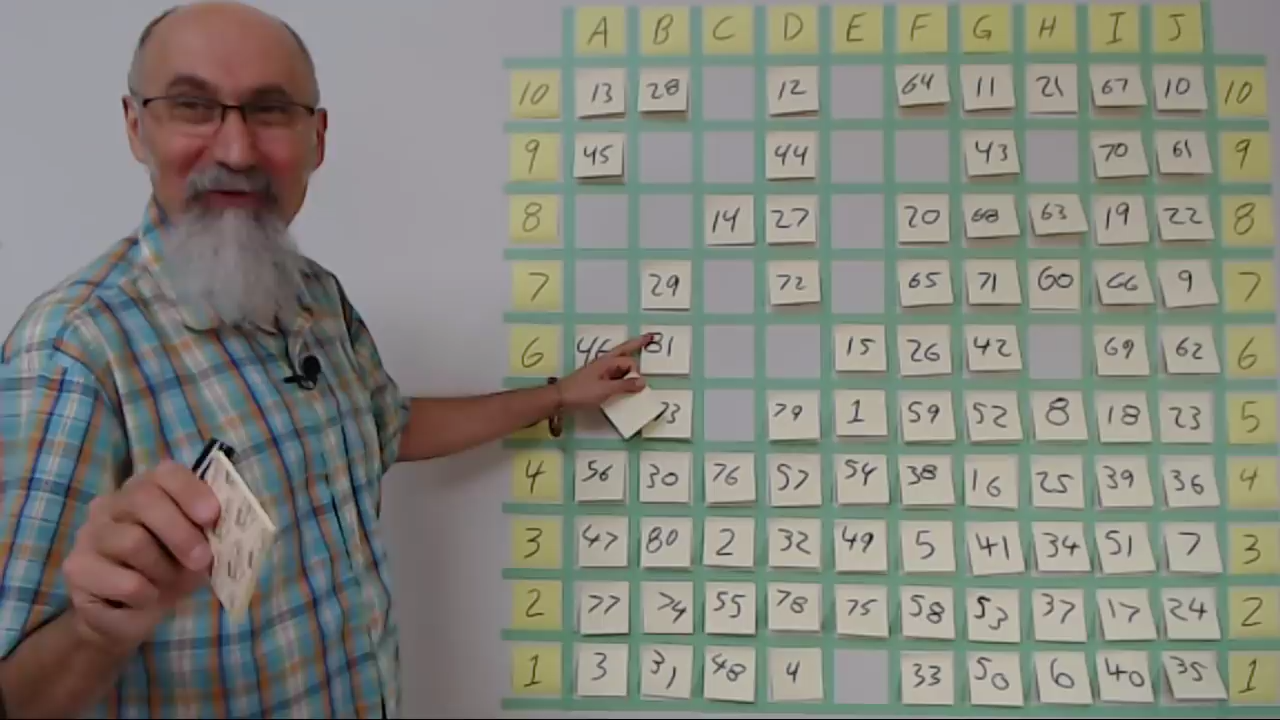 A B C D E F G H I J
10 13 28 12 64 11 21 67 10 10
9 45 44 43 70 61 9
8 14 27 20 68 63 19 22 8
7 29 72 65 71 60 66 9 7
6 46 81 15 26 42 69 62 6
79 1 59 52 8 18 23 5
4 56 30 76 57 54 38 16 25 39 36 4
3 47 80 2 32 49 5 41 34 51 7 3
2 77 74 55 78 75 58 53 37 17 24 2
1 3 31 48 4 33 50 6 40 35 1